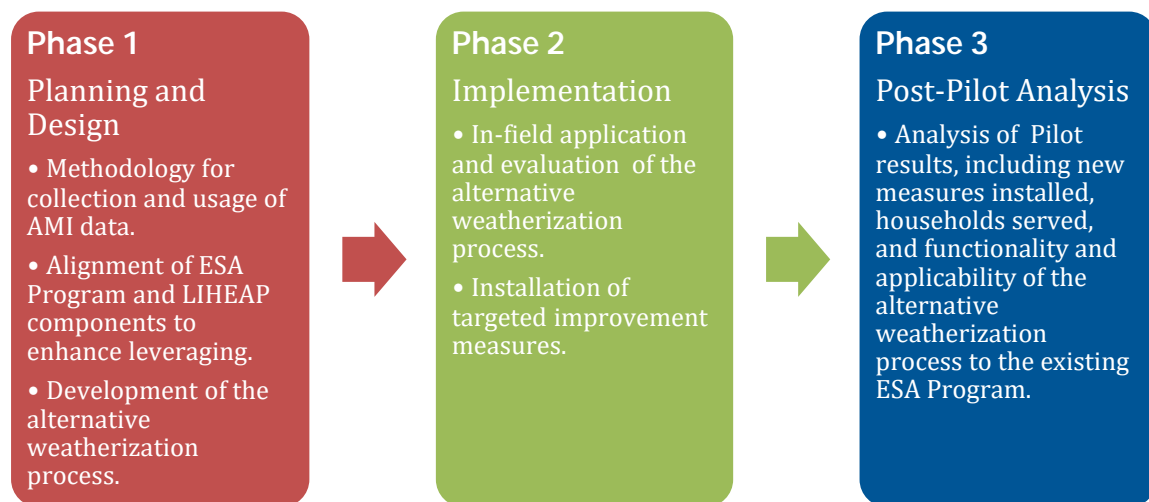 Phase 1
Planning and
Design
• Methodology for
collection and usage of
AMI data.
• Alignment of ESA
Program and LIHEAP
components to
enhance leveraging.
• Development of the
alternative
weatherization
process.
Phase 2
Implementation
• In-field application
and evaluation of the
alternative
weatherization
process.
• Installation of
targeted improvement
measures.
Phase 3
Post-Pilot Analysis
• Analysis of Pilot
results, including new
measures installed,
households served,
and functionality and
applicability of the
alternative
weatherization
process to the existing
ESA Program.